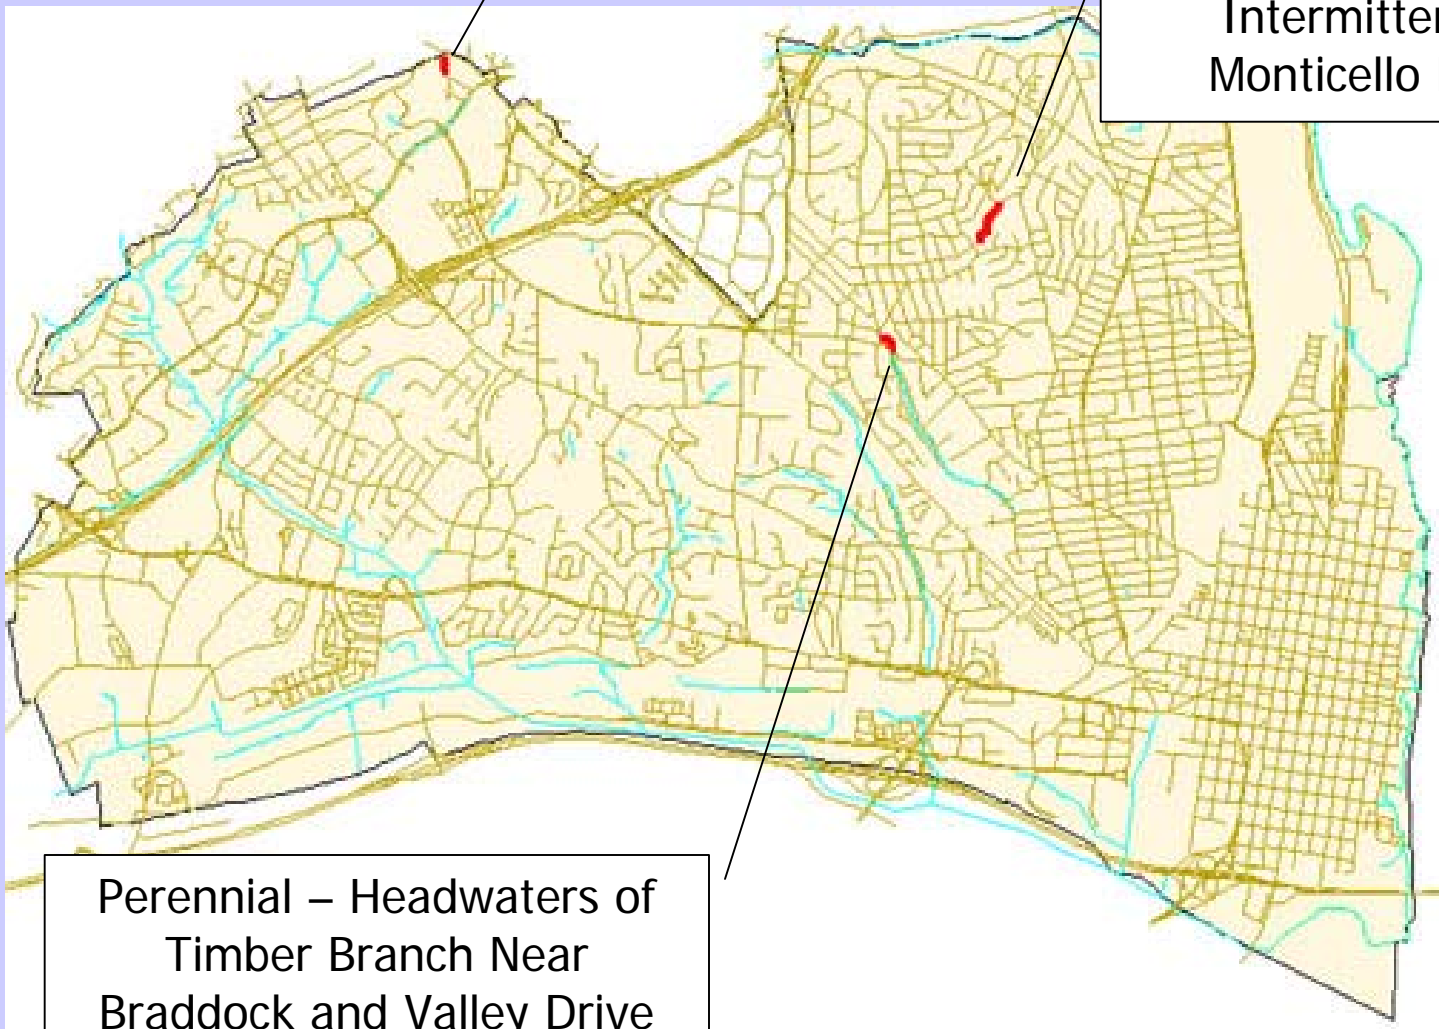 Monticello
Perennial – Headwaters of
Timber Branch Near
Braddock and Valley Drive